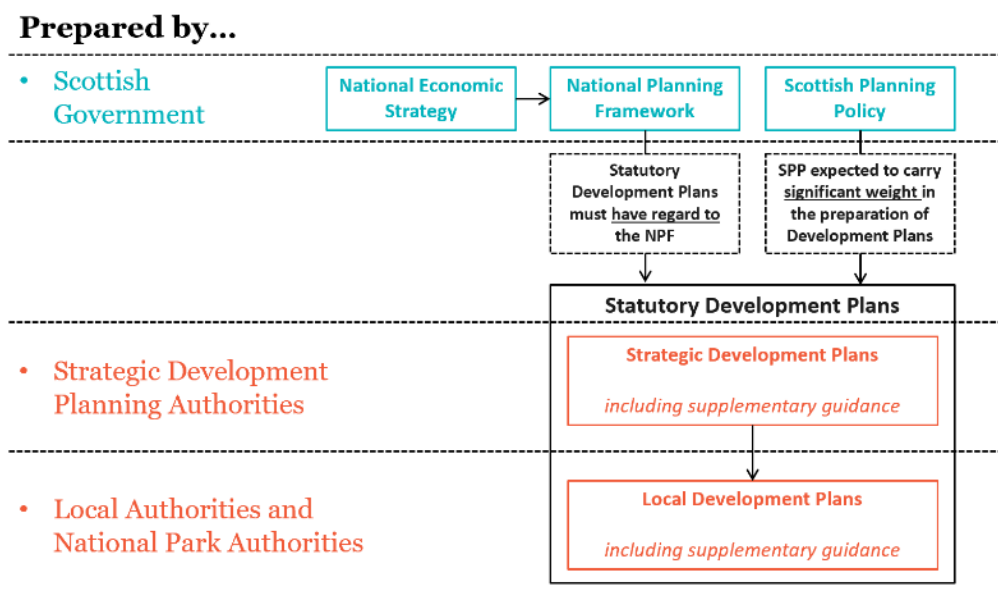 Prepared by...
• Scottish
Government
National Economic
Strategy
National Planning
Framework
Scottish Planning
Policy
Statutory
Development Plans
must have regard to
the NPF
SPP expected to carry
significant weight in
the preparation of
Development Plans
Statutory Development Plans
• Strategic Development
Planning Authorities
Strategic Development Plans
including supplementary guidance
• Local Authorities and
National Park Authorities
Local Development Plans
including supplementary guidance